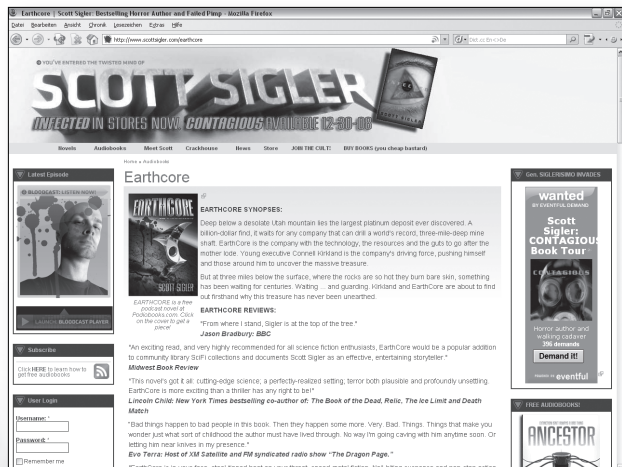 Earthcore | Scott Sigler: Bestselling Horror Author and Failed Pimp - Mozilla Firefox
Datei Bearbeiten Ansicht Chronik Lesezeichen Extras Hilfe
http://www.scottsigler.com/earthcore
YOU'VE ENTERED THE TWISTED MIND OF
SCOTT SIGLER
INFECTED IN STORES NOW CONTAGIOUS AVAILABLE 12-30-08
Novels Audiobooks Meet Scott Crackhouse News Store JOIN THE CULT! BUY BOOKS (you cheap bastard)
Home » Audiobooks
Latest Episode
BLOODCAST: LISTEN NOW!
LAUNCH BLOODCAST PLAYER
Subscribe
Click HERE to learn how to
get free audiobooks
User Login
Username: *
Password: *
Remember me
Earthcore
EARTHCORE
SCOTT SIGLER
EARTHCORE is a free
podcast novel at
Podiobooks.com. Click
on the cover to get a
piece!
EARTHCORE SYNOPSES:
Deep below a desolate Utah mountain lies the largest platinum deposit ever discovered. A
billion-dollar find, it waits for any company that can drill a world's record, three-mile-deep mine
shaft. EarthCore is the company with the technology, the resources and the guts to go after the
mother lode. Young executive Connell Kirkland is the company's driving force, pushing himself
and those around him to uncover the massive treasure.
But at three miles below the surface, where the rocks are so hot they burn bare skin, something
has been waiting for centuries. Waiting ... and guarding. Kirkland and EarthCore are about to find
out firsthand why this treasure has never been unearthed.
EARTHCORE REVIEWS:
"From where I stand, Sigler is at the top of the tree."
Jason Bradbury: BBC
"An exciting read, and very highly recommended for all science fiction enthusiasts, EarthCore would be a popular addition
to community library SciFi collections and documents Scott Sigler as an effective, entertaining storyteller."
Midwest Book Review
"This novel's got it all: cutting-edge science; a perfectly-realized setting; terror both plausible and profoundly unsettling.
EarthCore is more exciting than a thriller has any right to be!"
Lincoln Child: New York Times bestselling co-author of: The Book of the Dead, Relic, The Ice Limit and Death
Match
"Bad things happen to bad people in this book. Then they happen some more. Very. Bad. Things. Things that make you
wonder just what sort of childhood the author must have lived through. No way I'm going caving with him anytime soon. Or
letting him near knives in my presence."
Evo Terra: Host of XM Satellite and FM syndicated radio show "The Dragon Page."
Gen. SIGLERISIMO INVADES
wanted
BY EVENTFUL DEMAND
Scott
Sigler:
CONTAGIOUS
Book Tour
CONTAGIOUS
Horror author and
walking cadaver
396 demands
Demand it!
POWERED BY eventful
FREE AUDIOBOOKS!
ANCESTOR